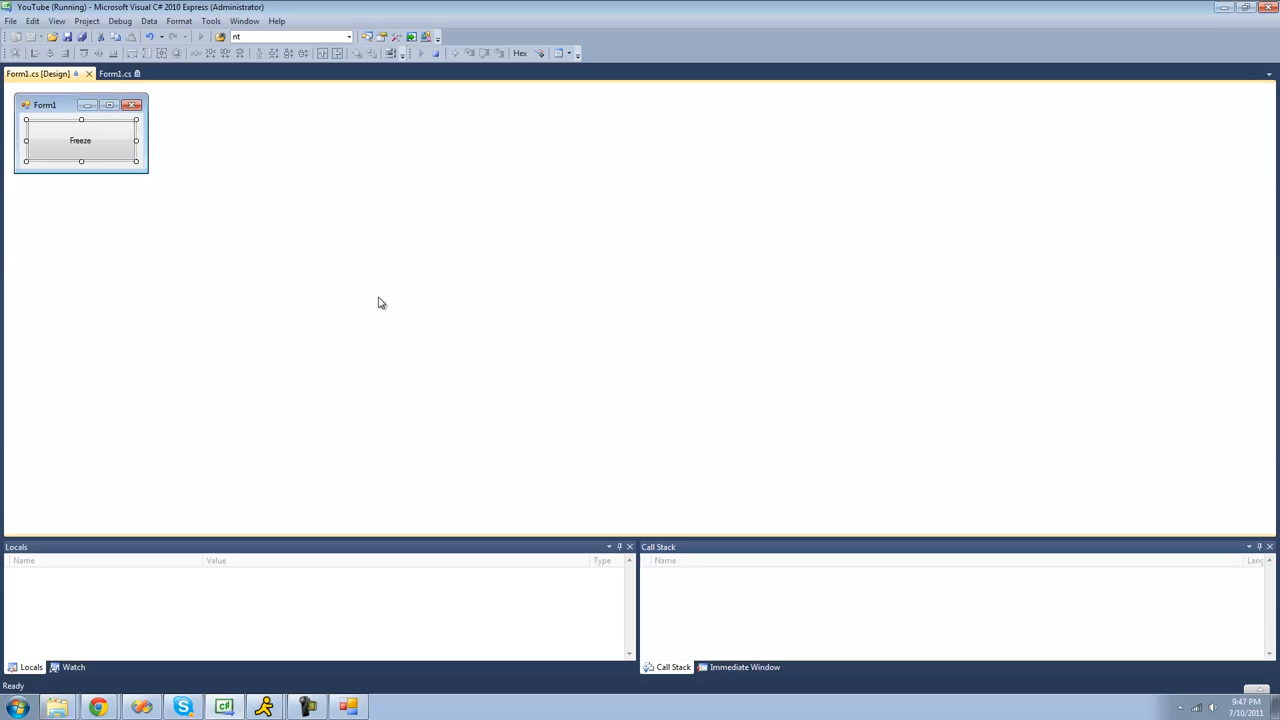 YouTube (Running) - Microsoft Visual C# 2010 Express (Administrator)
File Edit View Project Debug Data Format Tools Window Help
nt
Hex
Form1.cs [Design] Form1.cs
Form1
Freeze
Locals
Name Value Type
Call Stack
Name Lang
Locals Watch
Call Stack Immediate Window
Ready
9:47 PM
7/10/2011